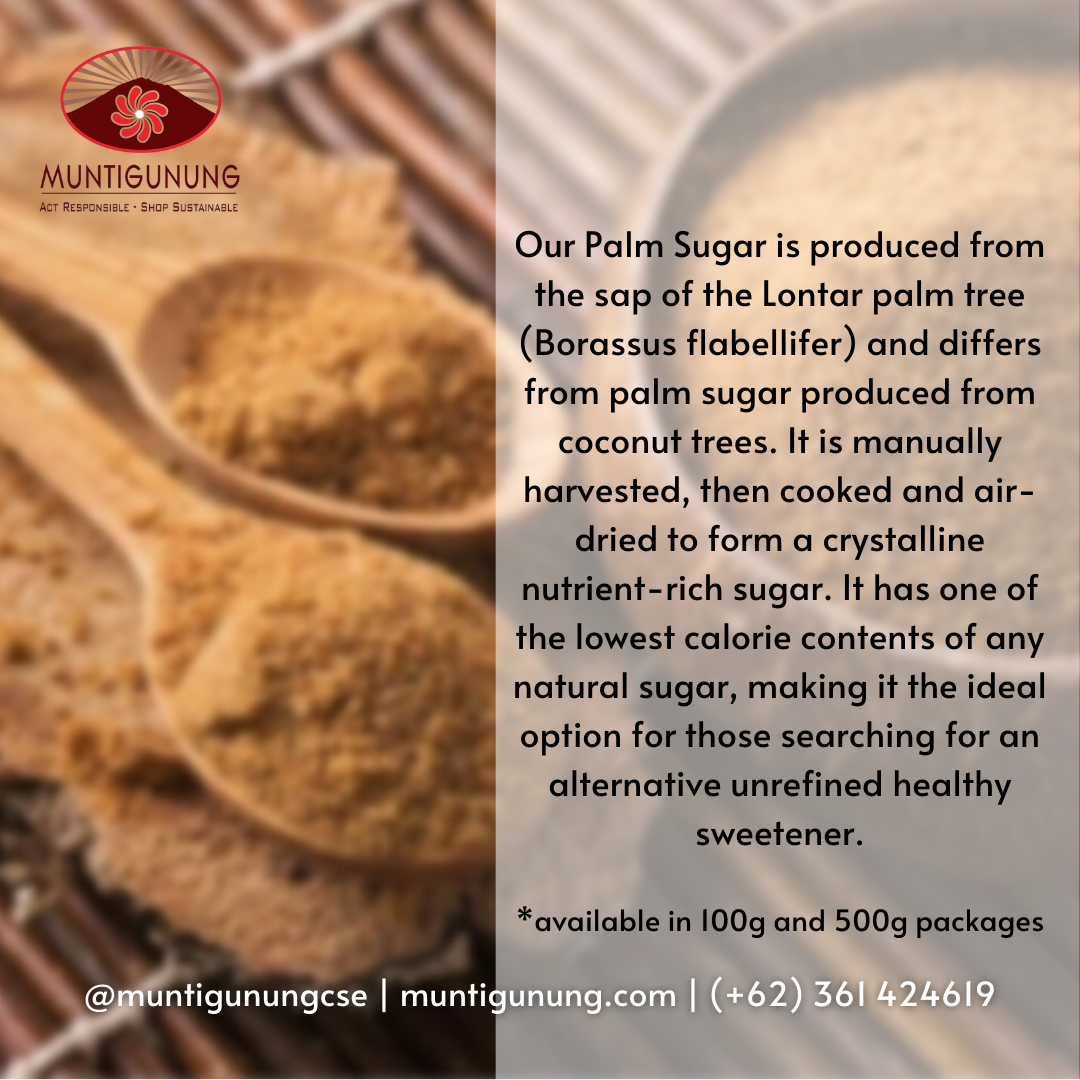 MUNTIGUNUNG
ACT RESPONSIBLE • SHOP SUSTAINABLE
Our Palm Sugar is produced from
the sap of the Lontar palm tree
(Borassus flabellifer) and differs
from palm sugar produced from
coconut trees. It is manually
harvested, then cooked and air-
dried to form a crystalline
nutrient-rich sugar. It has one of
the lowest calorie contents of any
natural sugar, making it the ideal
option for those searching for an
alternative unrefined healthy
sweetener.
*available in 100g and 500g packages
@muntigunungcse | muntigunung.com | (+62) 361 424619